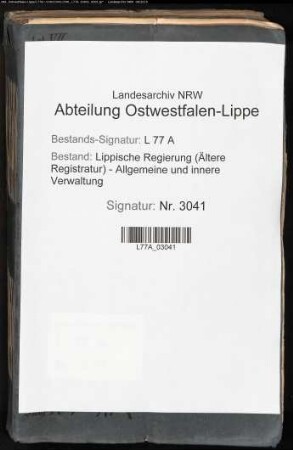 Landesarchiv NRW
Abteilung Ostwestfalen-Lippe
Bestands-Signatur: L 77 A
Bestand: Lippische Regierung (Ältere
Registratur) - Allgemeine und innere
Verwaltung
Signatur: Nr. 3041
L77A_03041